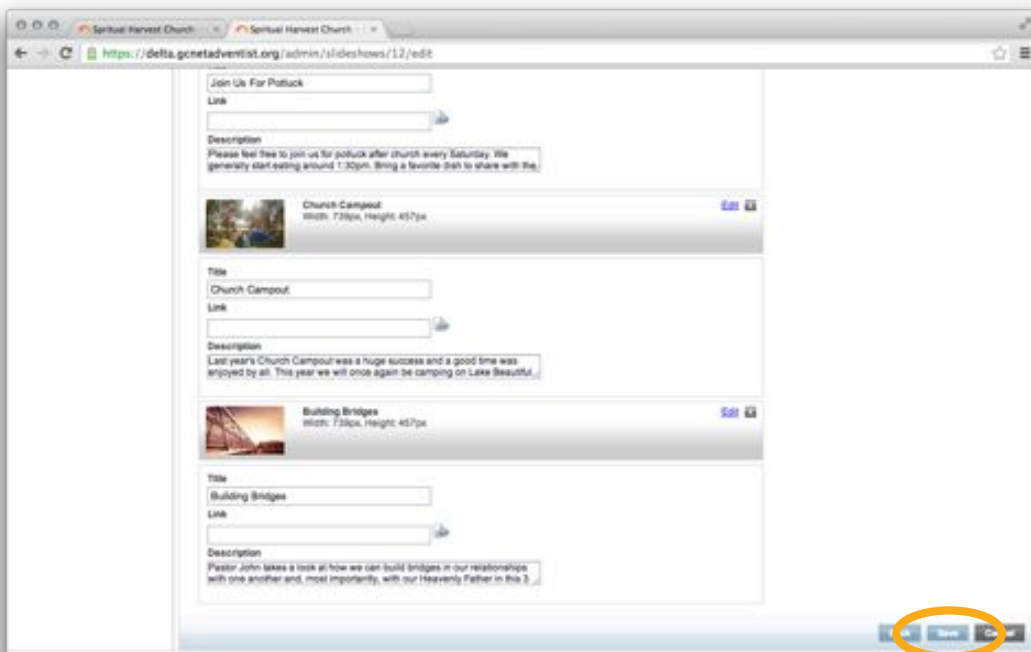 Spiritual Harvest Church
Spiritual Harvest Church
https://delta.gcnetadventist.org/admin/slideshows/12/edit
Join Us For Potluck
Link
Description
Please feel free to join us for potluck after church every Saturday. We
generally start eating around 1:30pm. Bring a favorite dish to share with the,
Church Campout
Width: 739px, Height: 457px
Edit
Title
Church Campout
Link
Description
Last year's Church Campout was a huge success and a good time was
enjoyed by all. This year we will once again be camping on Lake Beautiful
Building Bridges
Width: 739px, Height: 457px
Edit
Title
Building Bridges
Link
Description
Pastor John takes a look at how we can build bridges in our relationships
with one another and, most importantly, with our Heavenly Father in this 3
Save
Cancel